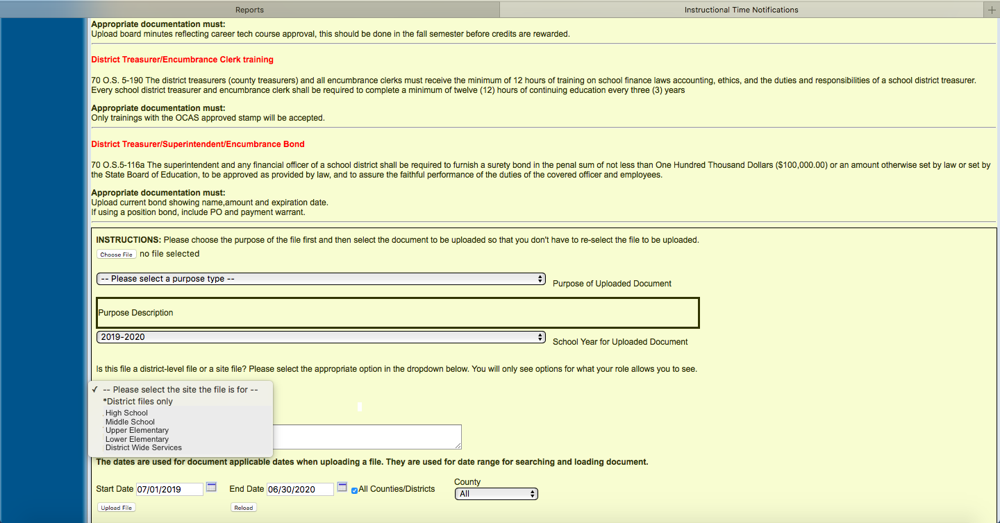 Reports
Instructional Time Notifications
Appropriate documentation must:
Upload board minutes reflecting career tech course approval, this should be done in the fall semester before credits are rewarded.
District Treasurer/Encumbrance Clerk training
70 O.S. 5-190 The district treasurers (county treasurers) and all encumbrance clerks must receive the minimum of 12 hours of training on school finance laws accounting, ethics, and the duties and responsibilities of a school district treasurer.
Every school district treasurer and encumbrance clerk shall be required to complete a minimum of twelve (12) hours of continuing education every three (3) years
Appropriate documentation must:
Only trainings with the OCAS approved stamp will be accepted.
District Treasurer/Superintendent/Encumbrance Bond
70 O.S.5-116a The superintendent and any financial officer of a school district shall be required to furnish a surety bond in the penal sum of not less than One Hundred Thousand Dollars ($100,000.00) or an amount otherwise set by law or set by
the State Board of Education, to be approved as provided by law, and to assure the faithful performance of the duties of the covered officer and employees.
Appropriate documentation must:
Upload current bond showing name,amount and expiration date.
If using a position bond, include PO and payment warrant.
INSTRUCTIONS: Please choose the purpose of the file first and then select the document to be uploaded so that you don't have to re-select the file to be uploaded.
Choose File no file selected
-- Please select a purpose type -- Purpose of Uploaded Document
Purpose Description
2019-2020 School Year for Uploaded Document
Is this file a district-level file or a site file? Please select the appropriate option in the dropdown below. You will only see options for what your role allows you to see.
✓ -- Please select the site the file is for --
*District files only
High School
Middle School
Upper Elementary
Lower Elementary
District Wide Services
The dates are used for document applicable dates when uploading a file. They are used for date range for searching and loading document.
Start Date 07/01/2019 End Date 06/30/2020 All Counties/Districts County
All
Upload File Reload